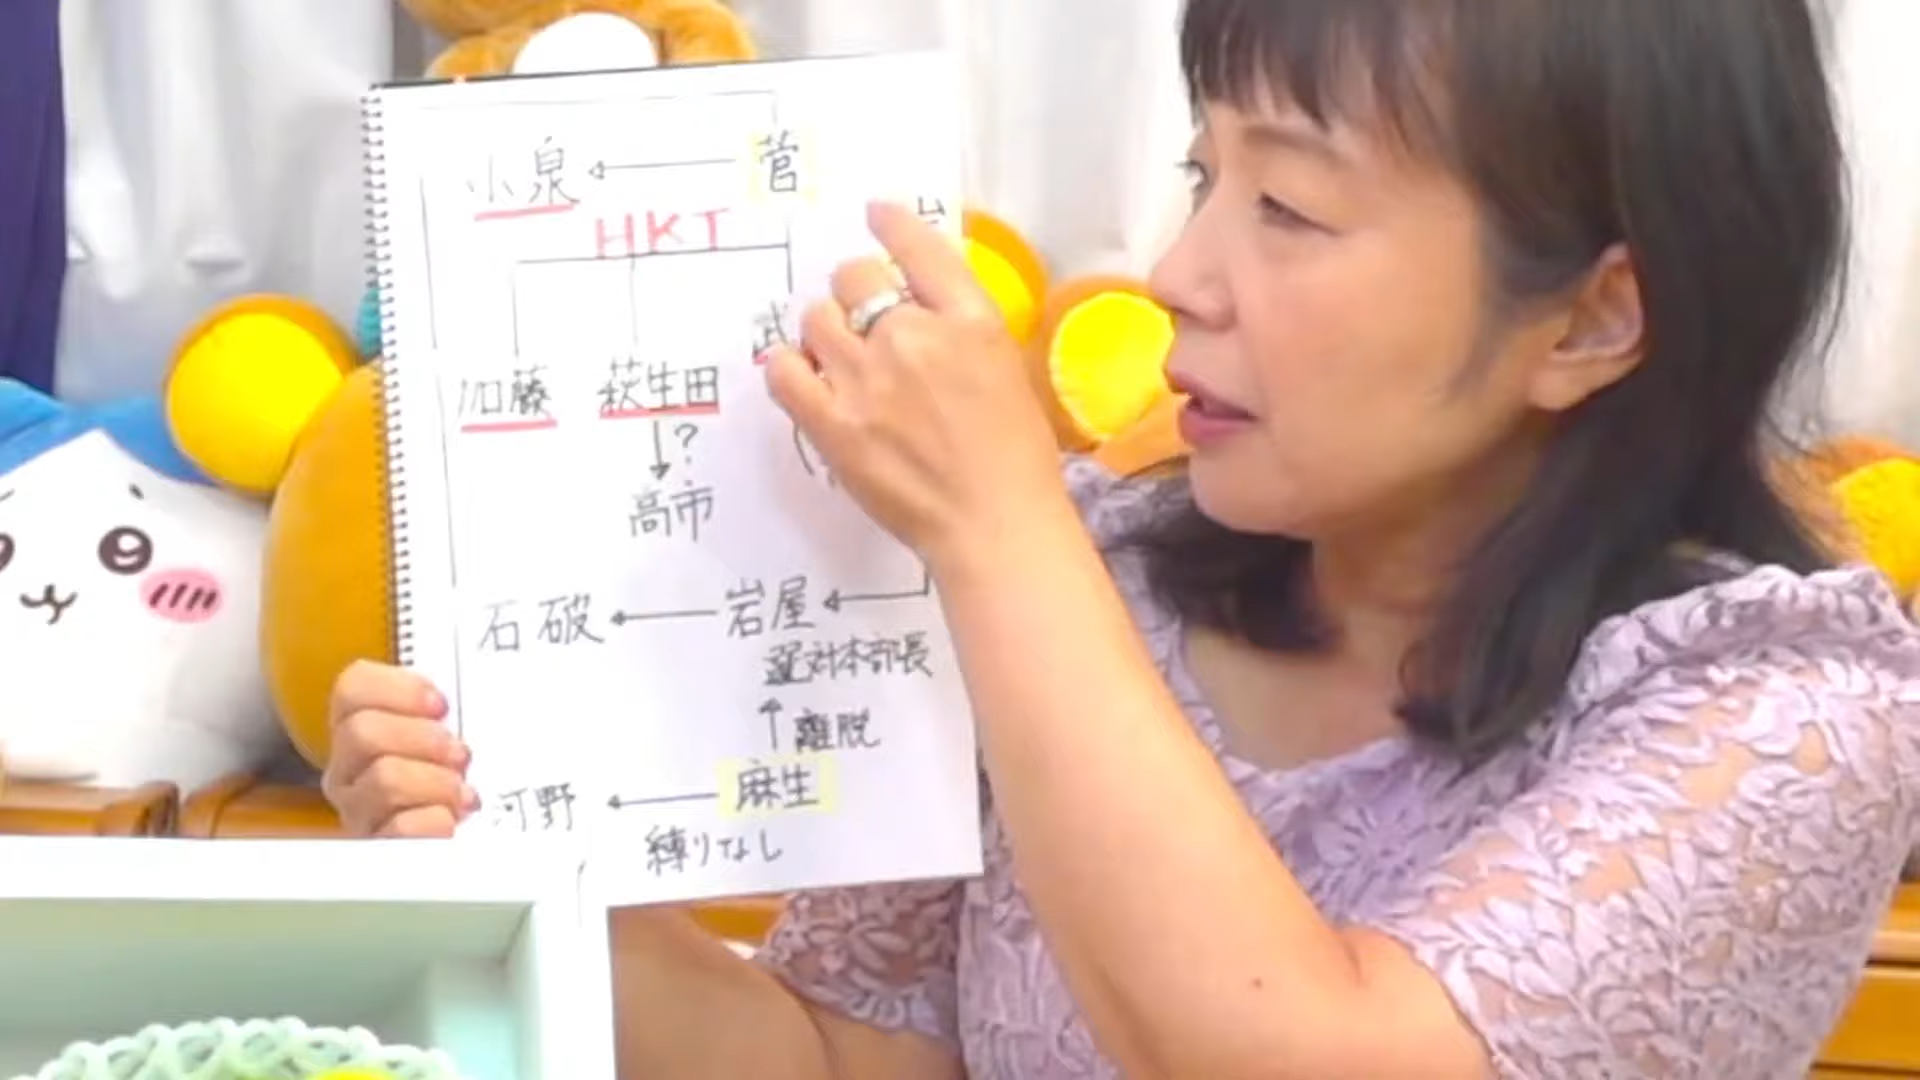 小泉 ← 菅
HKT
加藤 萩生田 武
↓?
高市
石破 ← 岩屋 ←
選対本部長
↑離脱
河野 ← 麻生
縛りなし